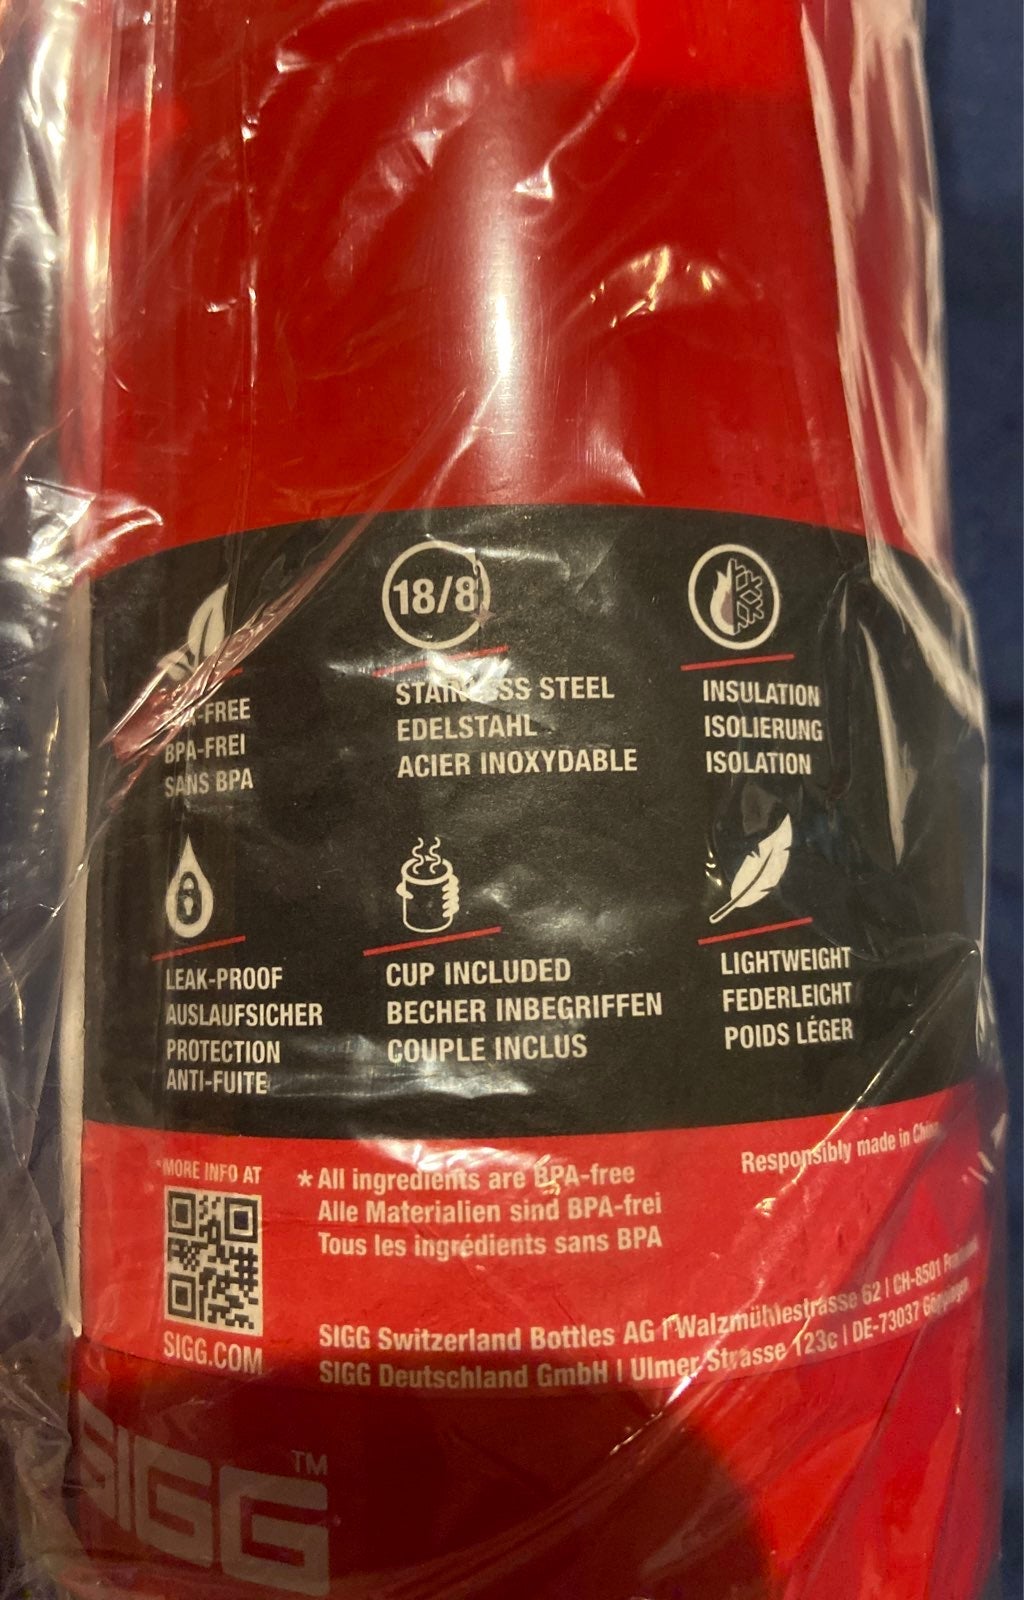 18/8
-FREE
BPA-FREI
SANS BPA
STAINLESS STEEL
EDELSTAHL
ACIER INOXYDABLE
INSULATION
ISOLIERUNG
ISOLATION
LEAK-PROOF
AUSLAUFSICHER
PROTECTION
ANTI-FUITE
CUP INCLUDED
BECHER INBEGRIFFEN
COUPLE INCLUS
LIGHTWEIGHT
FEDERLEICHT
POIDS LÉGER
*MORE INFO AT
SIGG.COM
* All ingredients are BPA-free
Alle Materialien sind BPA-frei
Tous les ingrédients sans BPA
Responsibly made in China
SIGG Switzerland Bottles AG | Walzmühlestrasse 62 | CH-8501
SIGG Deutschland GmbH | Ulmer Strasse 123c | DE-73037 Göppingen
SIGG™